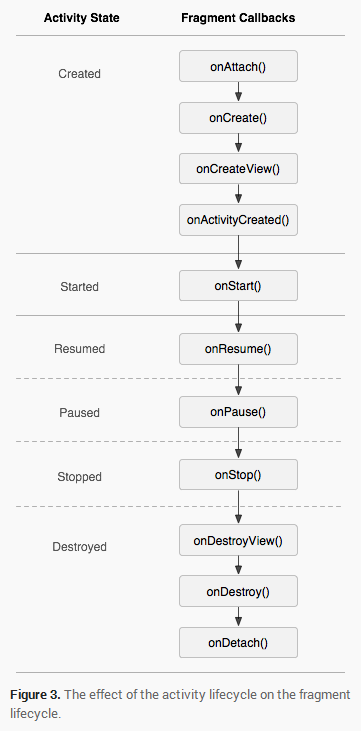 Activity State Fragment Callbacks
Created
onAttach()
onCreate()
onCreateView()
onActivityCreated()
Started onStart()
Resumed onResume()
Paused onPause()
Stopped onStop()
Destroyed onDestroyView()
onDestroy()
onDetach()
Figure 3. The effect of the activity lifecycle on the fragment
lifecycle.